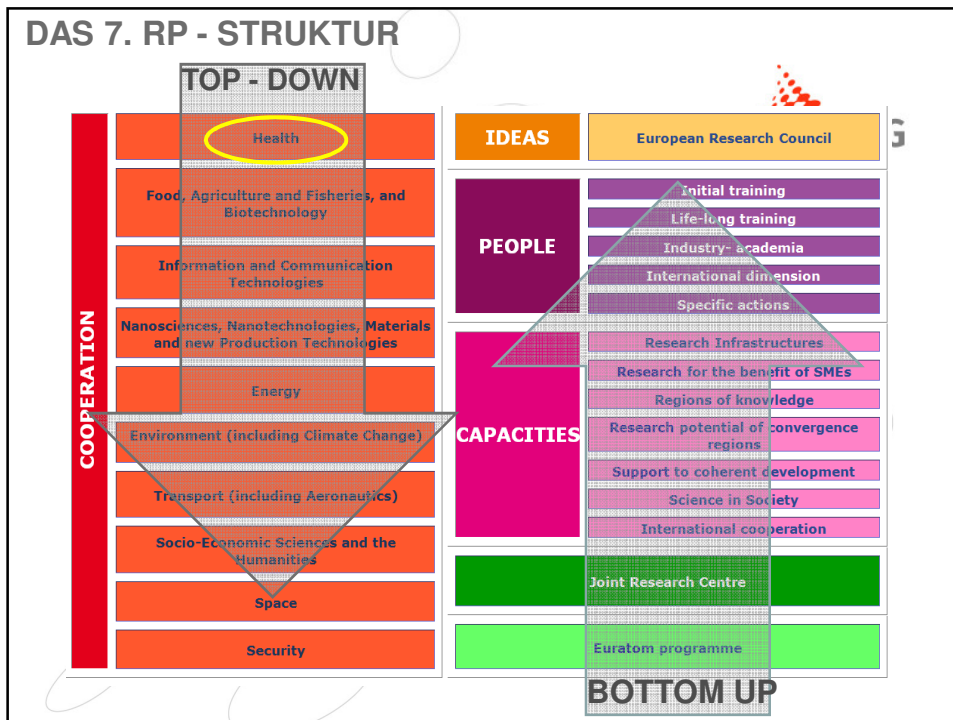 DAS 7. RP - STRUKTUR
TOP - DOWN
COOPERATION
Health
Food, Agriculture and Fisheries, and
Biotechnology
Information and Communication
Technologies
Nanosciences, Nanotechnologies, Materials
and new Production Technologies
Energy
Environment (including Climate Change)
Transport (including Aeronautics)
Socio-Economic Sciences and the
Humanities
Space
Security
IDEAS
European Research Council
G
PEOPLE
Initial training
Life-long training
Industry- academia
International dimension
Specific actions
CAPACITIES
Research Infrastructures
Research for the benefit of SMEs
Regions of knowledge
Research potential of convergence
regions
Support to coherent development
Science in Society
International cooperation
Joint Research Centre
Euratom programme
BOTTOM UP